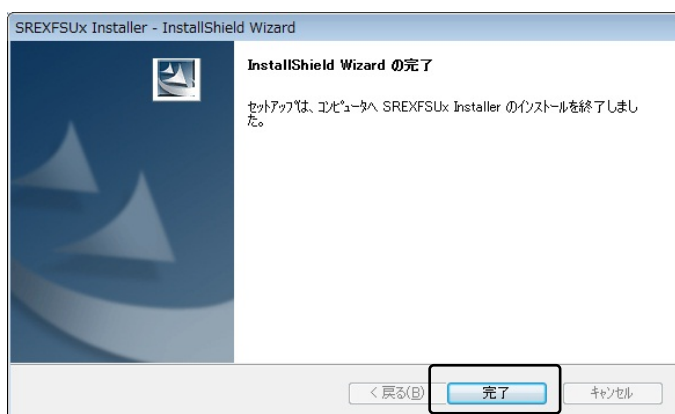 SREXFSUx Installer - InstallShield Wizard
InstallShield Wizard の完了
セットアップは、コンピュータへ SREXFSUx Installer のインストールを終了しまし
た。
< 戻る(B)
完了
キャンセル